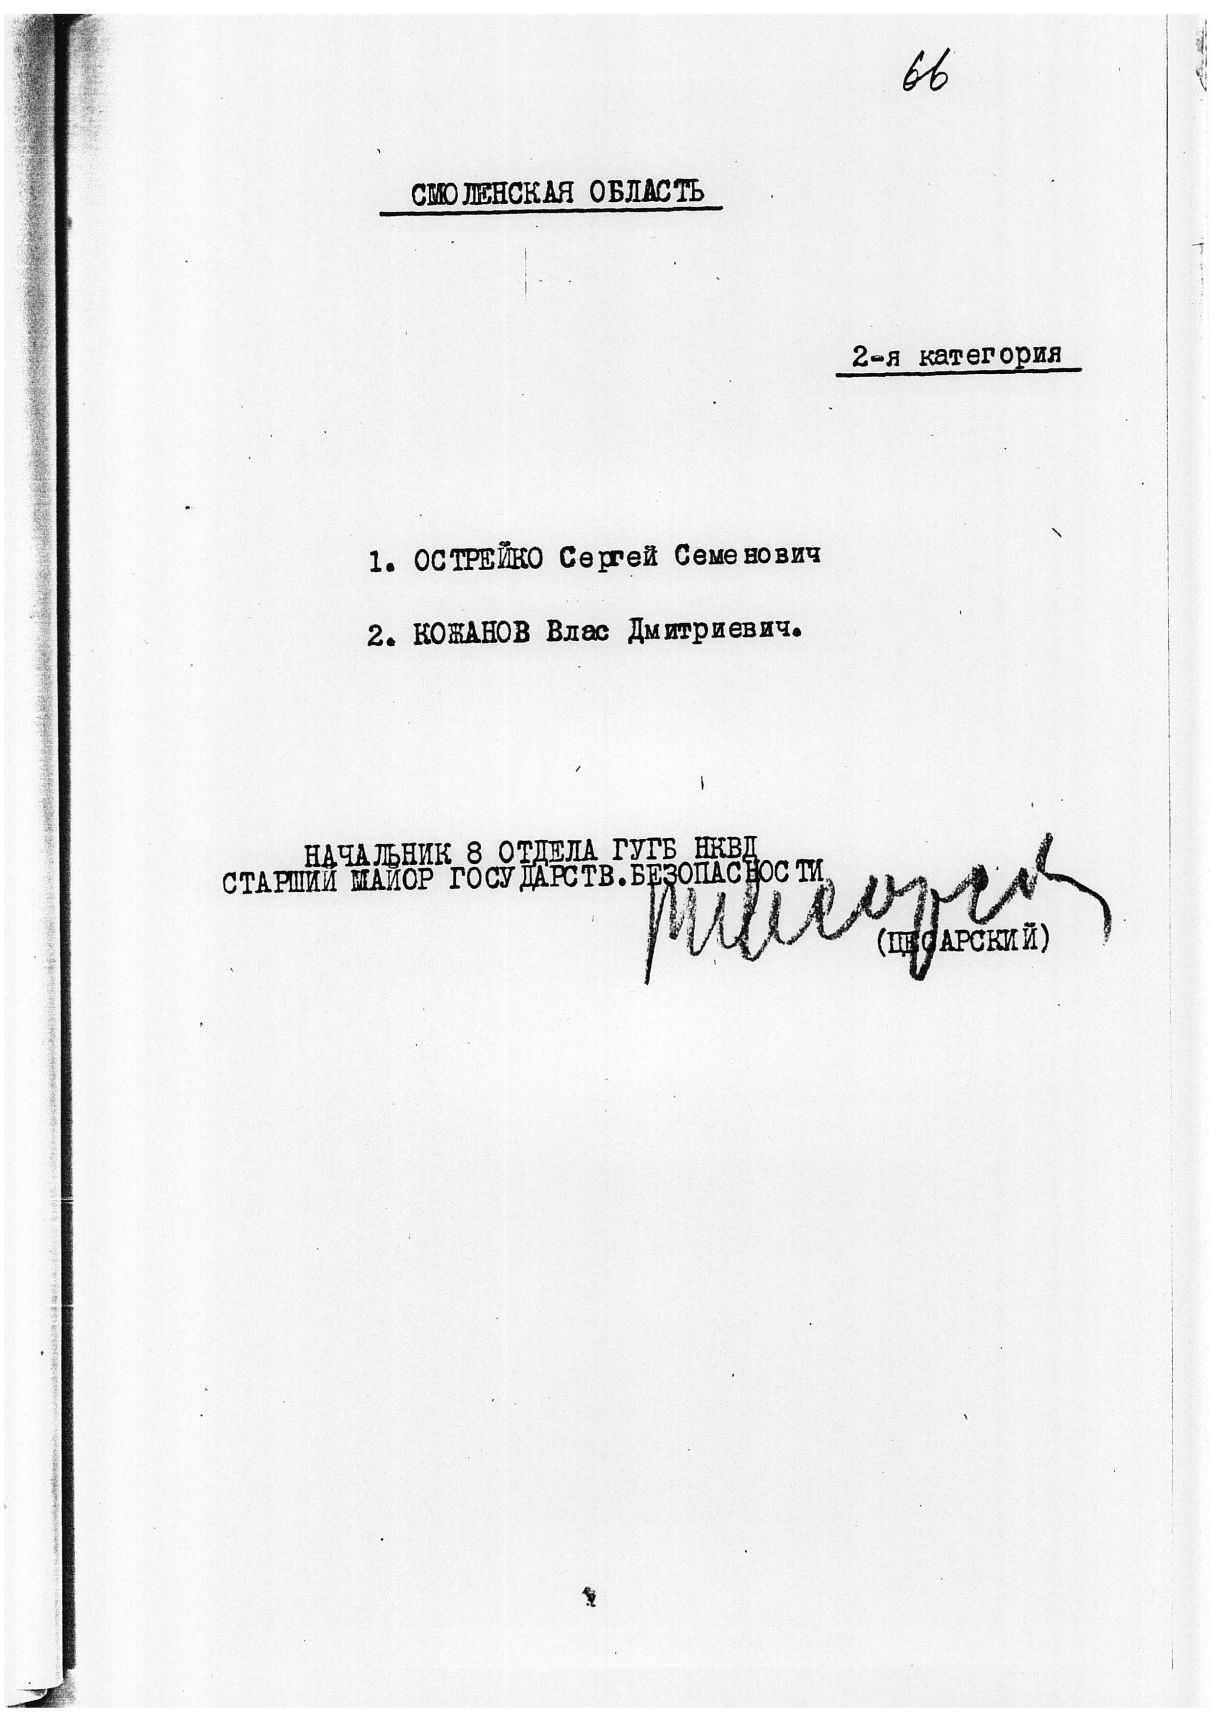 66
СМОЛЕНСКАЯ ОБЛАСТЬ
2-я категория
1. ОСТРЕЙКО Сергей Семенович
2. КОЖАНОВ Влас Дмитриевич.
НАЧАЛЬНИК 8 ОТДЕЛА ГУГБ НКВД
СТАРШИЙ МАЙОР ГОСУДАРСТВ.БЕЗОПАСНОСТИ
(ЦЕСАРСКИЙ)